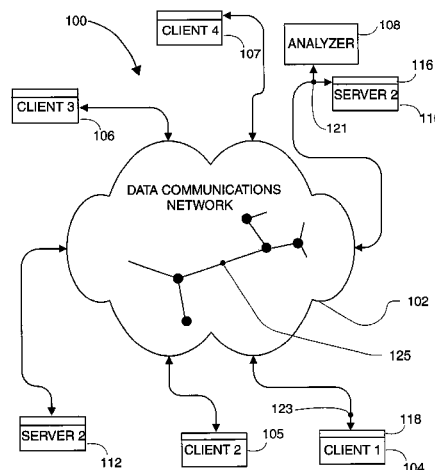 100
CLIENT 4
107
ANALYZER
108
116
SERVER 2
121
CLIENT 3
106
DATA COMMUNICATIONS
NETWORK
102
125
123
118
SERVER 2
112
CLIENT 2
105
CLIENT 1
104